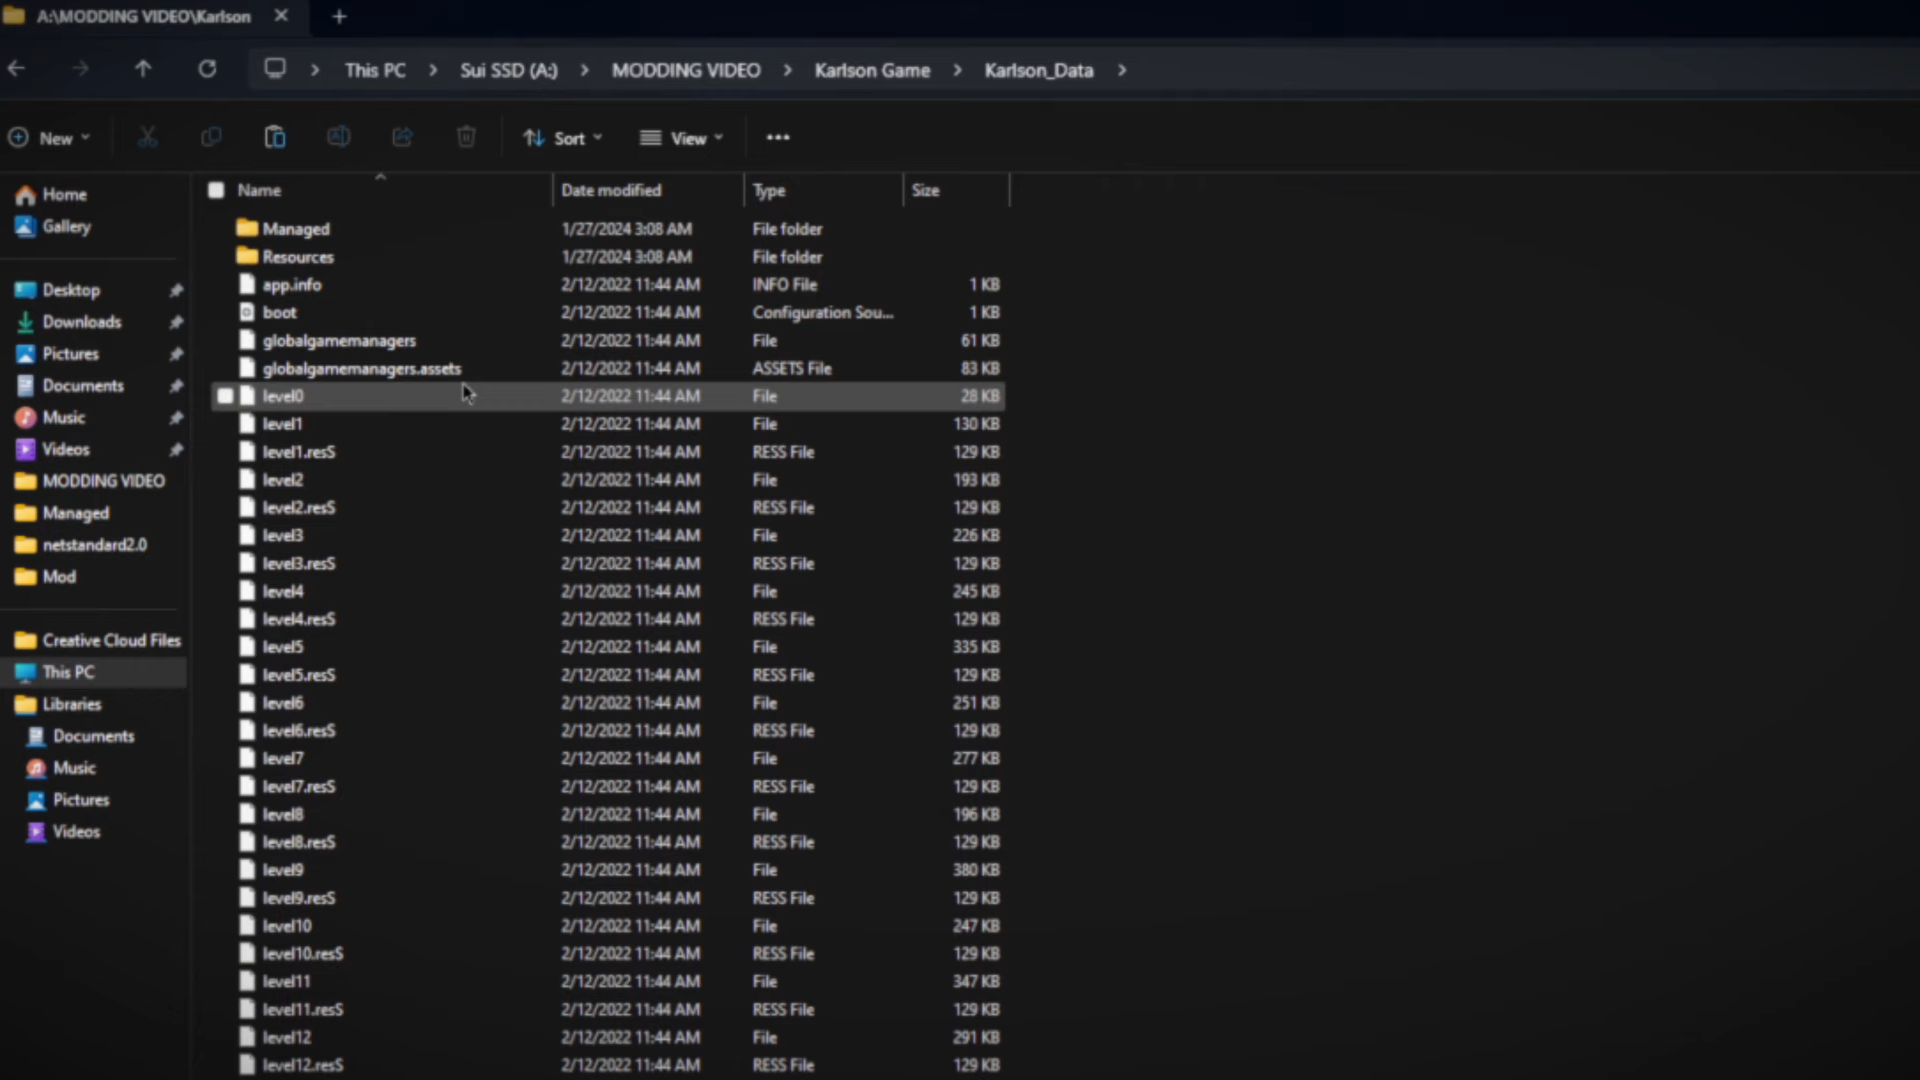 A:\MODDING VIDEO\Karlson
This PC > Sui SSD (A:) > MODDING VIDEO > Karlson Game > Karlson_Data >
New Sort View
Name Date modified Type Size
Home
Gallery
Desktop
Downloads
Pictures
Documents
Music
Videos
MODDING VIDEO
Managed
netstandard2.0
Mod
Creative Cloud Files
This PC
Libraries
Documents
Music
Pictures
Videos
Managed 1/27/2024 3:08 AM File folder
Resources 1/27/2024 3:08 AM File folder
app.info 2/12/2022 11:44 AM INFO File 1 KB
boot 2/12/2022 11:44 AM Configuration Sou... 1 KB
globalgamemanagers 2/12/2022 11:44 AM File 61 KB
globalgamemanagers.assets 2/12/2022 11:44 AM ASSETS File 83 KB
level0 2/12/2022 11:44 AM File 28 KB
level1 2/12/2022 11:44 AM File 130 KB
level1.resS 2/12/2022 11:44 AM RESS File 129 KB
level2 2/12/2022 11:44 AM File 193 KB
level2.resS 2/12/2022 11:44 AM RESS File 129 KB
level3 2/12/2022 11:44 AM File 226 KB
level3.resS 2/12/2022 11:44 AM RESS File 129 KB
level4 2/12/2022 11:44 AM File 245 KB
level4.resS 2/12/2022 11:44 AM RESS File 129 KB
level5 2/12/2022 11:44 AM File 335 KB
level5.resS 2/12/2022 11:44 AM RESS File 129 KB
level6 2/12/2022 11:44 AM File 251 KB
level6.resS 2/12/2022 11:44 AM RESS File 129 KB
level7 2/12/2022 11:44 AM File 277 KB
level7.resS 2/12/2022 11:44 AM RESS File 129 KB
level8 2/12/2022 11:44 AM File 196 KB
level8.resS 2/12/2022 11:44 AM RESS File 129 KB
level9 2/12/2022 11:44 AM File 380 KB
level9.resS 2/12/2022 11:44 AM RESS File 129 KB
level10 2/12/2022 11:44 AM File 247 KB
level10.resS 2/12/2022 11:44 AM RESS File 129 KB
level11 2/12/2022 11:44 AM File 347 KB
level11.resS 2/12/2022 11:44 AM RESS File 129 KB
level12 2/12/2022 11:44 AM File 291 KB
level12.resS 2/12/2022 11:44 AM RESS File 129 KB